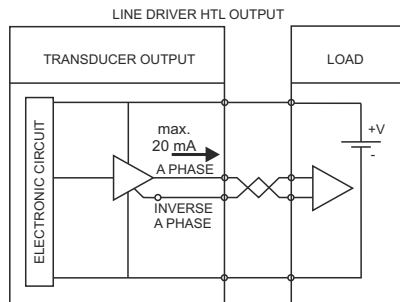 LINE DRIVER HTL OUTPUT
TRANSDUCER OUTPUT
LOAD
ELECTRONIC CIRCUIT
max.
20 mA
A PHASE
INVERSE
A PHASE
+V
-